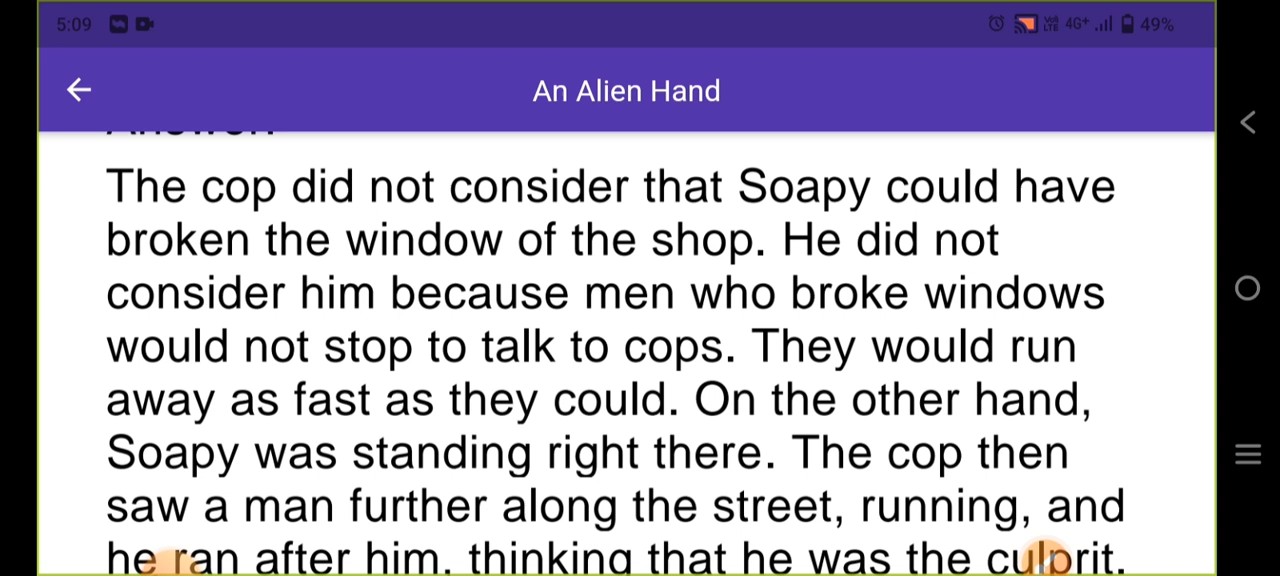 5:09 4G+ 49%
An Alien Hand
The cop did not consider that Soapy could have
broken the window of the shop. He did not
consider him because men who broke windows
would not stop to talk to cops. They would run
away as fast as they could. On the other hand,
Soapy was standing right there. The cop then
saw a man further along the street, running, and
he ran after him, thinking that he was the culprit.